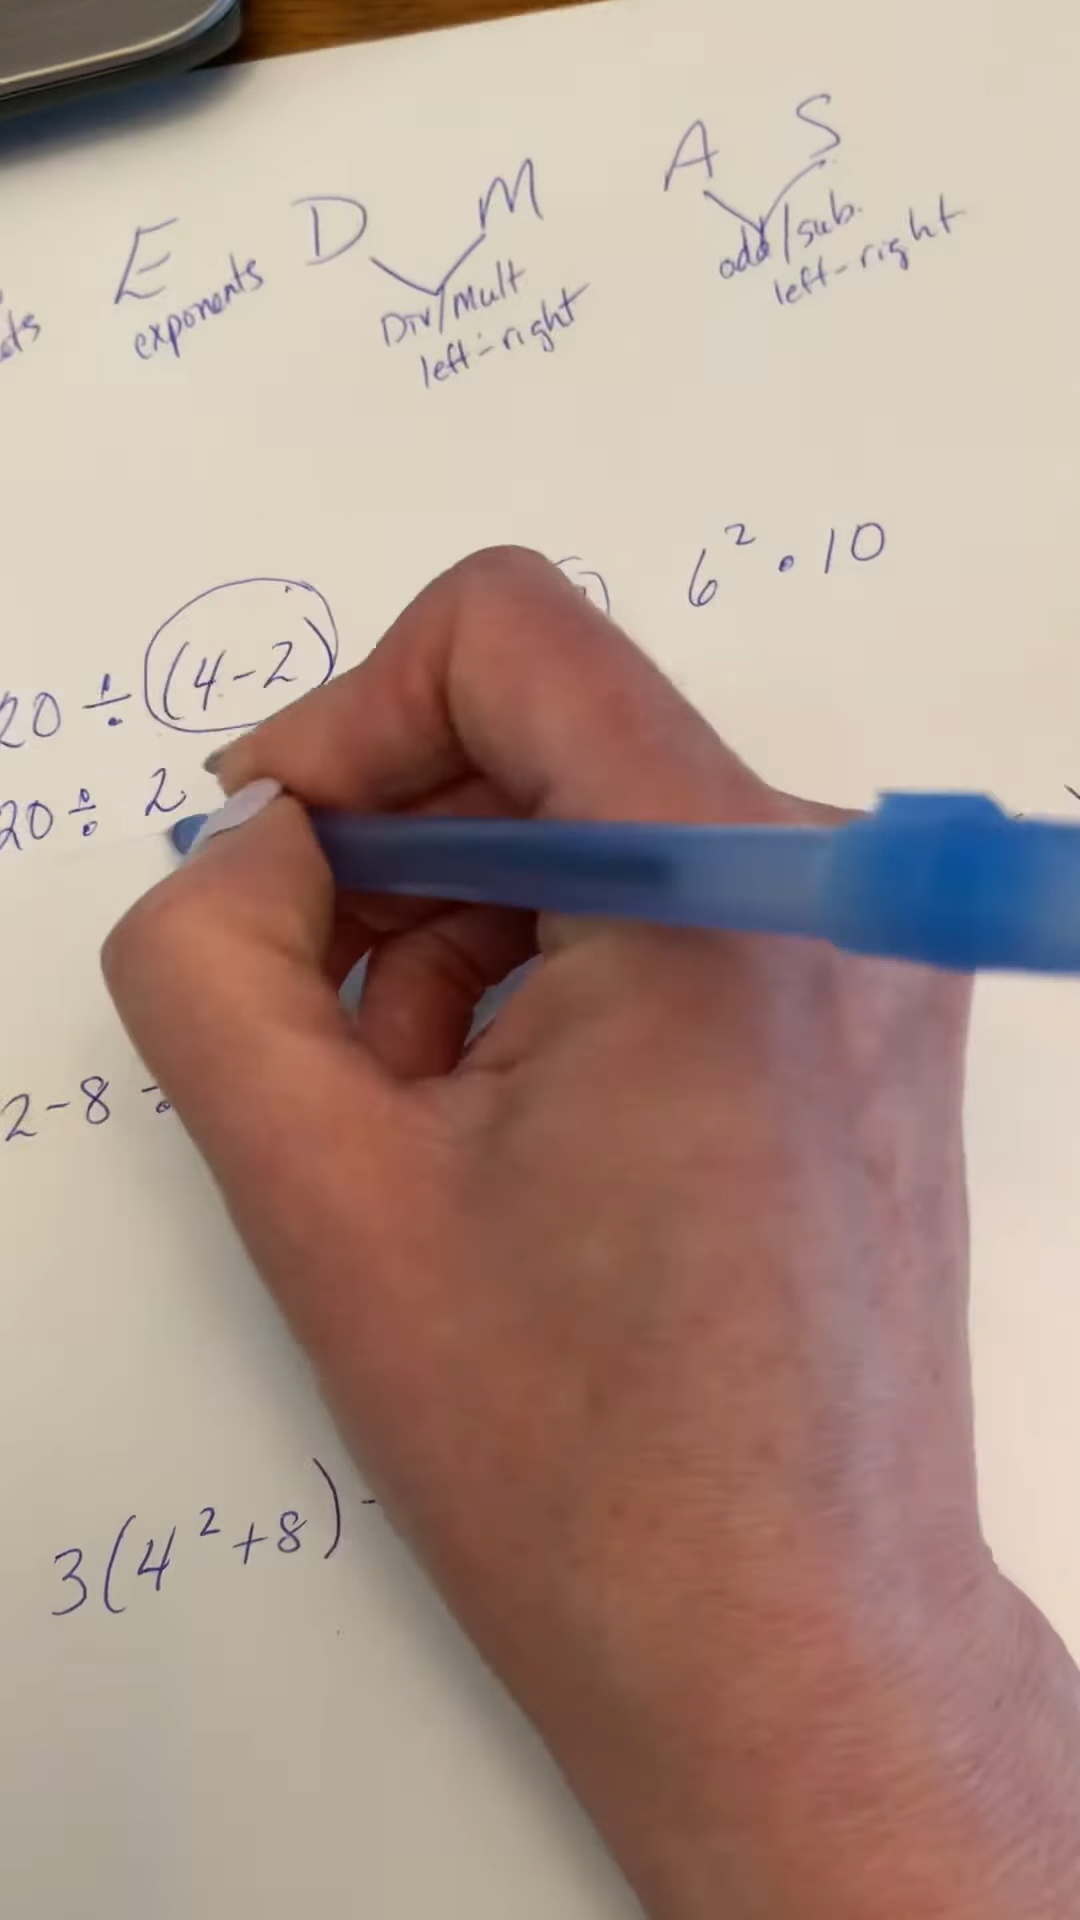 E D M A S
exponents
Div/mult
left-right
add/sub.
left-right
6² • 10
20 ÷ (4-2)
20 ÷ 2
2-8 ÷
3(4²+8) -